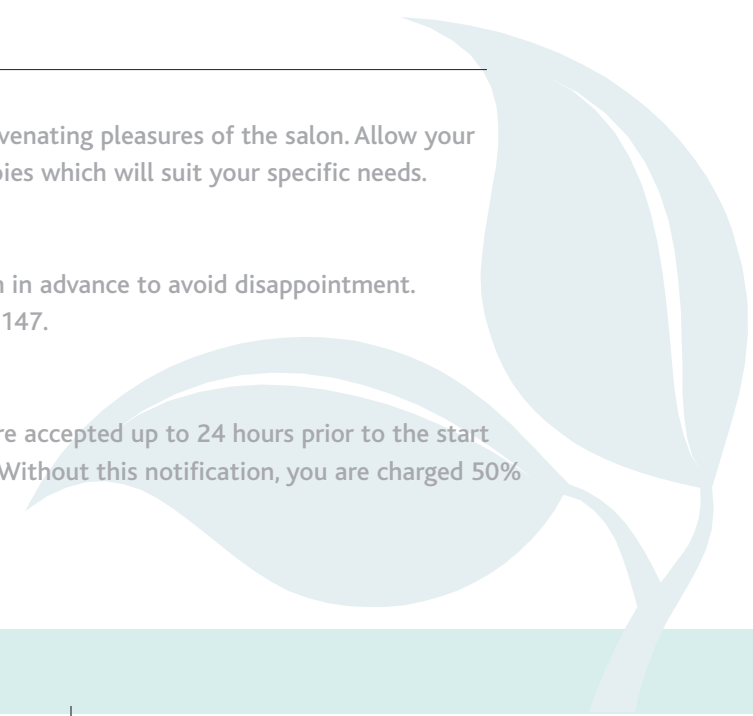 venating pleasures of the salon. Allow your
pies which will suit your specific needs.
in advance to avoid disappointment.
147.
re accepted up to 24 hours prior to the start
Without this notification, you are charged 50%